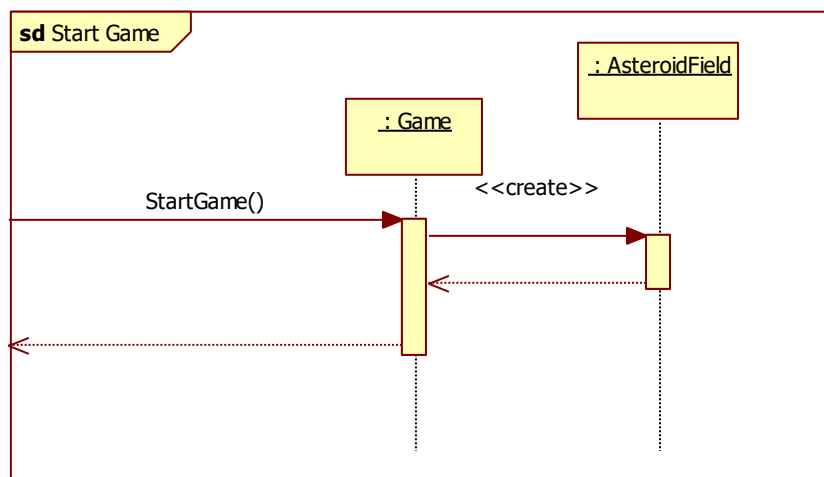 sd Start Game
: AsteroidField
: Game
<<create>>
StartGame()